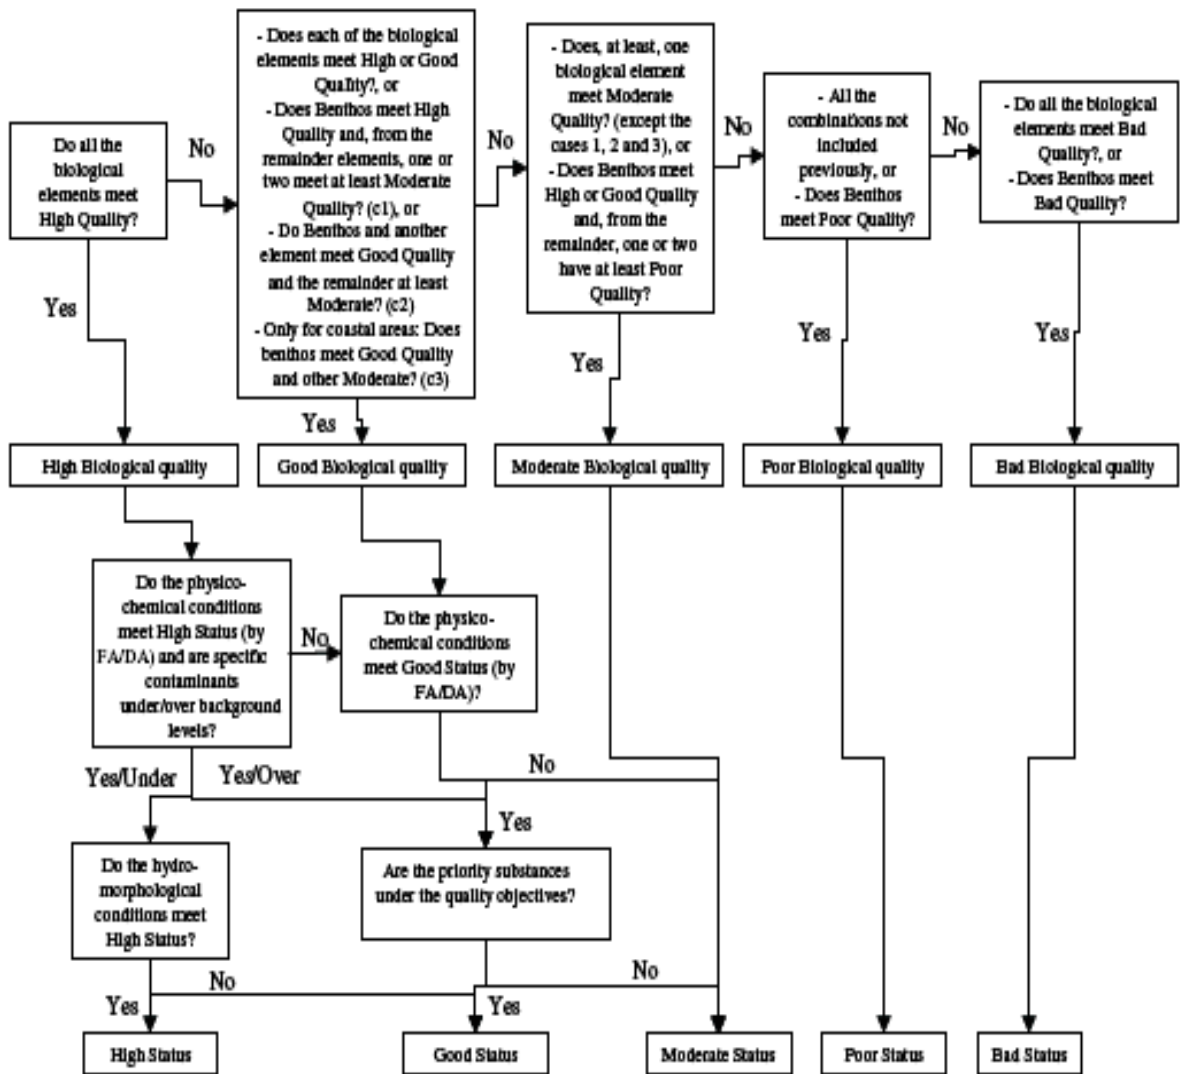 Do all the
biological
elements meet
High Quality?
No
- Does each of the biological
elements meet High or Good
Quality?, or
- Does Benthos meet High
Quality and, from the
remainder elements, one or
two meet at least Moderate
Quality? (c1), or
- Do Benthos and another
element meet Good Quality
and the remainder at least
Moderate? (c2)
- Only for coastal areas: Does
benthos meet Good Quality
and other Moderate? (c3)
No
- Does, at least, one
biological element
meet Moderate
Quality? (except the
cases 1, 2 and 3), or
- Does Benthos meet
High or Good Quality
and, from the
remainder, one or two
have at least Poor
Quality?
No
- All the
combinations not
included
previously, or
- Does Benthos
meet Poor Quality?
No
- Do all the biological
elements meet Bad
Quality?, or
- Does Benthos meet
Bad Quality?
Yes
Yes
Yes
Yes
Yes
High Biological quality
Good Biological quality
Moderate Biological quality
Poor Biological quality
Bad Biological quality
Do the physico-
chemical conditions
meet High Status (by
FA/DA) and are specific
contaminants
under/over background
levels?
No
Do the physico-
chemical conditions
meet Good Status (by
FA/DA)?
Yes/Under
Yes/Over
No
Yes
Do the hydro-
morphological
conditions meet
High Status?
Are the priority substances
under the quality objectives?
No
No
Yes
Yes
High Status
Good Status
Moderate Status
Poor Status
Bad Status